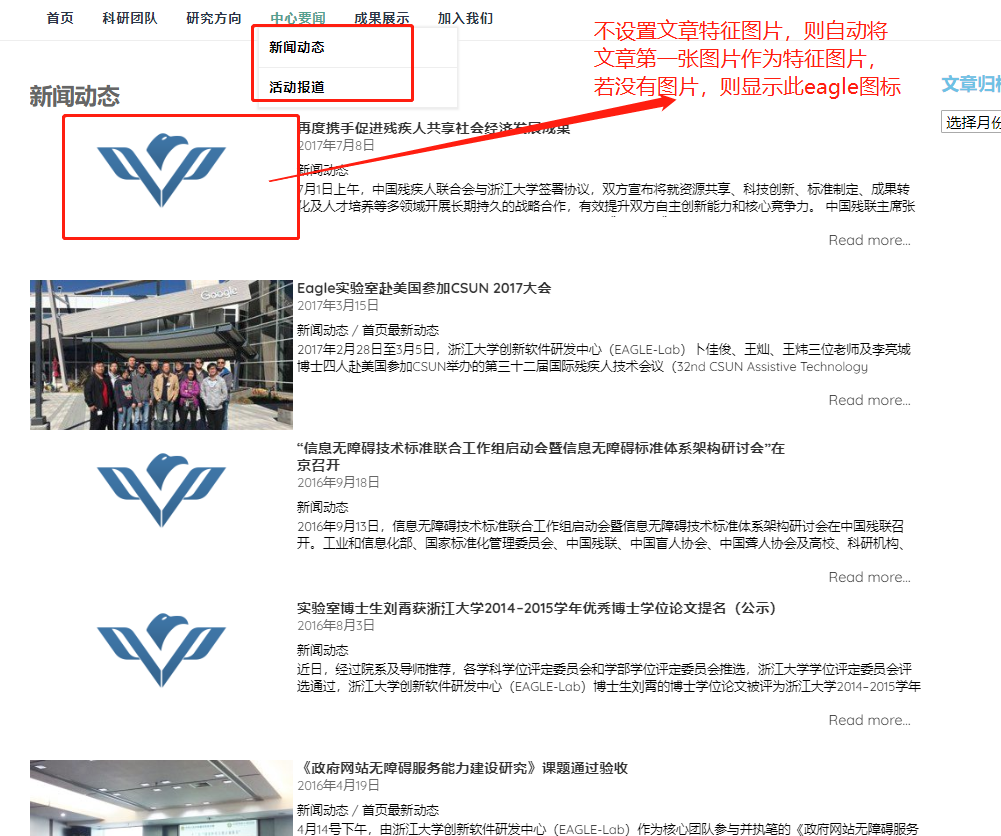 首页 科研团队 研究方向 中心要闻 成果展示 加入我们
新闻动态
活动报道
不设置文章特征图片，则自动将
文章第一张图片作为特征图片，
若没有图片，则显示此eagle图标
新闻动态
文章归
选择月份
再度携手促进残疾人共享社会经济发展成果
2017年7月8日
新闻动态
7月1日上午，中国残疾人联合会与浙江大学签署协议，双方宣布将就资源共享、科技创新、标准制定、成果转
化及人才培养等多领域开展长期持久的战略合作，有效提升双方自主创新能力和核心竞争力。 中国残联主席张
Read more...
Google
Eagle实验室赴美国参加CSUN 2017大会
2017年3月15日
新闻动态 / 首页最新动态
2017年2月28日至3月5日，浙江大学创新软件研发中心（EAGLE-Lab）卜佳俊、王灿、王炜三位老师及李亮城
博士四人赴美国参加CSUN举办的第三十二届国际残疾人技术会议（32nd CSUN Assistive Technology
Read more...
“信息无障碍技术标准联合工作组启动会暨信息无障碍标准体系架构研讨会”在
京召开
2016年9月18日
新闻动态
2016年9月13日，信息无障碍技术标准联合工作组启动会暨信息无障碍标准体系架构研讨会在中国残联召
开。工业和信息化部、国家标准化管理委员会、中国残联、中国盲人协会、中国聋人协会及高校、科研机构、
Read more...
实验室博士生刘霄获浙江大学2014-2015学年优秀博士学位论文提名（公示）
2016年8月3日
新闻动态
近日，经过院系及导师推荐，各学科学位评定委员会和学部学位评定委员会推选，浙江大学学位评定委员会评
选通过，浙江大学创新软件研发中心（EAGLE-Lab）博士生刘霄的博士学位论文被评为浙江大学2014-2015学年
Read more...
《政府网站无障碍服务能力建设研究》课题通过验收
2016年4月19日
新闻动态 / 首页最新动态
4月14号下午，由浙江大学创新软件研发中心（EAGLE-Lab）作为核心团队参与并执笔的《政府网站无障碍服务